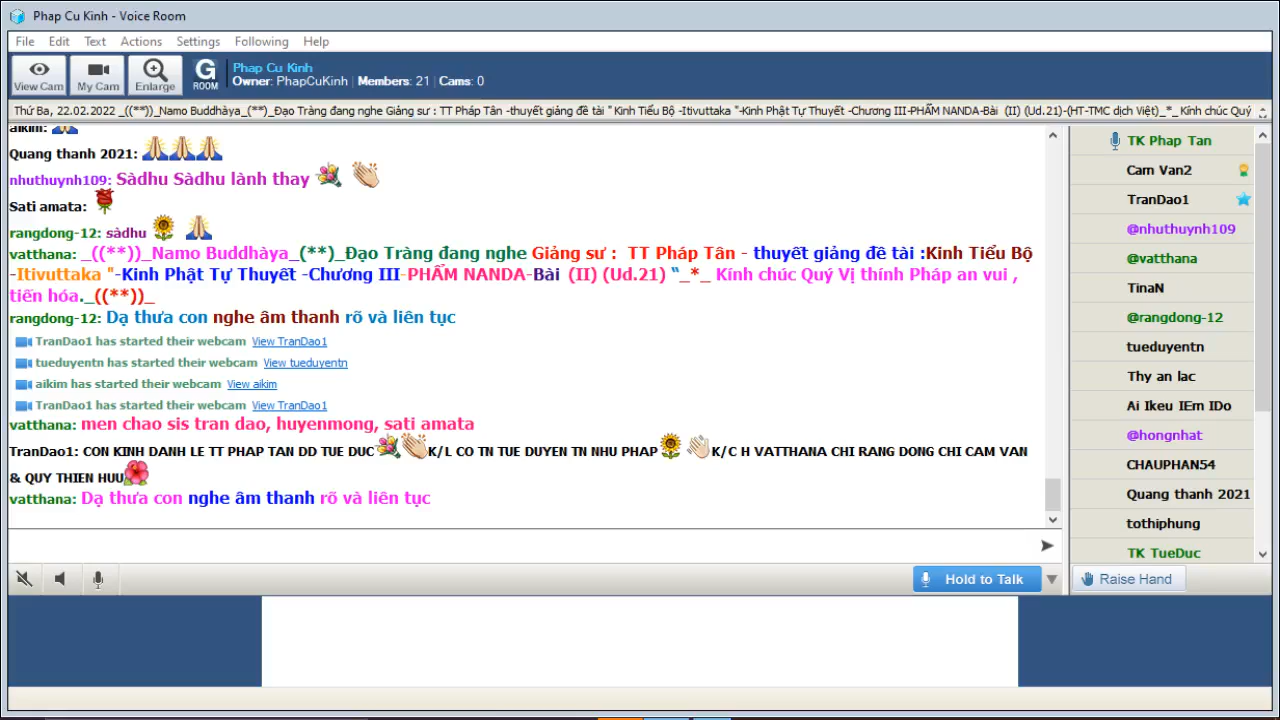 Phap Cu Kinh - Voice Room
File Edit Text Actions Settings Following Help
View Cam My Cam Enlarge G ROOM
Phap Cu Kinh
Owner: PhapCuKinh | Members: 21 | Cams: 0
Thứ Ba, 22.02.2022 _((**))_Namo Buddhàya_(**)_Đạo Tràng đang nghe Giảng sư : TT Pháp Tân -thuyết giảng đề tài " Kinh Tiểu Bộ -Itivuttaka "-Kinh Phật Tự Thuyết -Chương III-PHẨM NANDA-Bài (II) (Ud.21)-(HT-TMC dịch Việt)_*_ Kính chúc Quý
aikim:
Quang thanh 2021:
nhuthuynh109: Sàdhu Sàdhu lành thay
Sati amata:
rangdong-12: sàdhu
vatthana: _((**))_Namo Buddhàya_(**)_Đạo Tràng đang nghe Giảng sư : TT Pháp Tân - thuyết giảng đề tài :Kinh Tiểu Bộ
-Itivuttaka "-Kinh Phật Tự Thuyết -Chương III-PHẨM NANDA-Bài (II) (Ud.21) “_*_ Kính chúc Quý Vị thính Pháp an vui ,
tiến hóa._((**))_
rangdong-12: Dạ thưa con nghe âm thanh rõ và liên tục
TranDao1 has started their webcam View TranDao1
tueduyentn has started their webcam View tueduyentn
aikim has started their webcam View aikim
TranDao1 has started their webcam View TranDao1
vatthana: men chao sis tran dao, huyenmong, sati amata
TranDao1: CON KINH DANH LE TT PHAP TAN DD TUE DUC K/L CO TN TUE DUYEN TN NHU PHAP K/C H VATTHANA CHI RANG DONG CHI CAM VAN
& QUY THIEN HUU
vatthana: Dạ thưa con nghe âm thanh rõ và liên tục
Hold to Talk
TK Phap Tan
Cam Van2
TranDao1
@nhuthuynh109
@vatthana
TinaN
@rangdong-12
tueduyentn
Thy an lac
Ai Ikeu IEm IDo
@hongnhat
CHAUPHAN54
Quang thanh 2021
tothiphung
TK TueDuc
Raise Hand